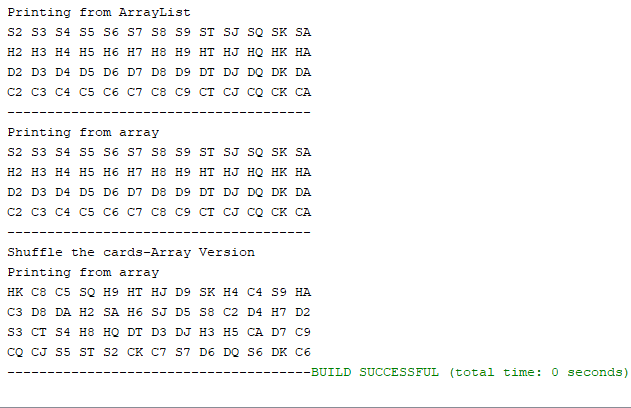 Printing from ArrayList
S2 S3 S4 S5 S6 S7 S8 S9 ST SJ SQ SK SA
H2 H3 H4 H5 H6 H7 H8 H9 HT HJ HQ HK HA
D2 D3 D4 D5 D6 D7 D8 D9 DT DJ DQ DK DA
C2 C3 C4 C5 C6 C7 C8 C9 CT CJ CQ CK CA
--------------------------------------
Printing from array
S2 S3 S4 S5 S6 S7 S8 S9 ST SJ SQ SK SA
H2 H3 H4 H5 H6 H7 H8 H9 HT HJ HQ HK HA
D2 D3 D4 D5 D6 D7 D8 D9 DT DJ DQ DK DA
C2 C3 C4 C5 C6 C7 C8 C9 CT CJ CQ CK CA
--------------------------------------
Shuffle the cards-Array Version
Printing from array
HK C8 C5 SQ H9 HT HJ D9 SK H4 C4 S9 HA
C3 D8 DA H2 SA H6 SJ D5 S8 C2 D4 H7 D2
S3 CT S4 H8 HQ DT D3 DJ H3 H5 CA D7 C9
CQ CJ S5 ST S2 CK C7 S7 D6 DQ S6 DK C6
--------------------------------------BUILD SUCCESSFUL (total time: 0 seconds)